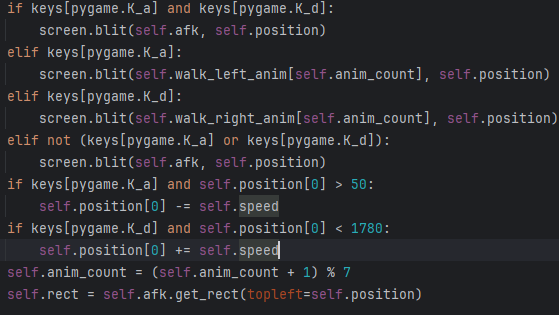 if keys[pygame.K_a] and keys[pygame.K_d]:
    screen.blit(self.afk, self.position)
elif keys[pygame.K_a]:
    screen.blit(self.walk_left_anim[self.anim_count], self.position)
elif keys[pygame.K_d]:
    screen.blit(self.walk_right_anim[self.anim_count], self.position)
elif not (keys[pygame.K_a] or keys[pygame.K_d]):
    screen.blit(self.afk, self.position)
if keys[pygame.K_a] and self.position[0] > 50:
    self.position[0] -= self.speed
if keys[pygame.K_d] and self.position[0] < 1780:
    self.position[0] += self.speed
self.anim_count = (self.anim_count + 1) % 7
self.rect = self.afk.get_rect(topleft=self.position)